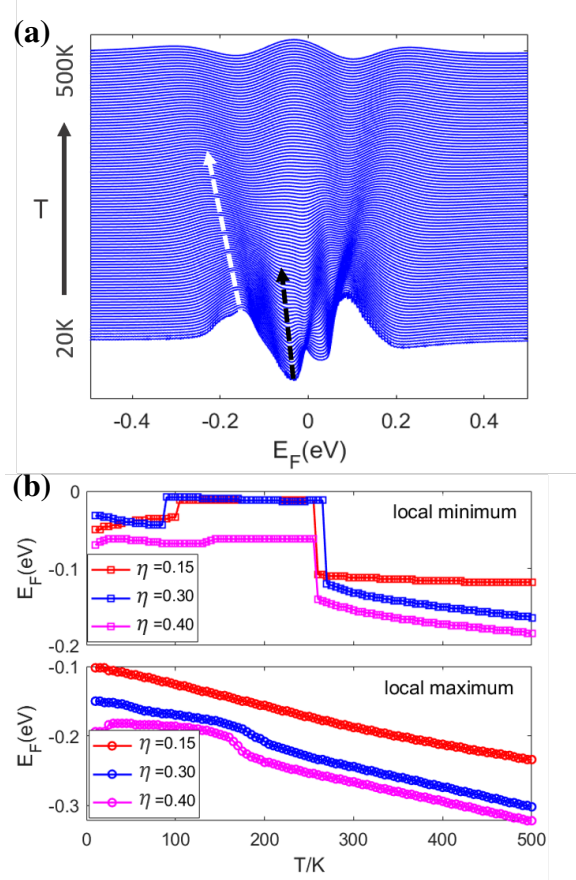 (a)
500K
T
20K
-0.4 -0.2 0 0.2 0.4
E_F(eV)
(b)
0
-0.1
-0.2
E_F(eV)
local minimum
η =0.15
η =0.30
η =0.40
-0.1
-0.2
-0.3
E_F(eV)
local maximum
η =0.15
η =0.30
η =0.40
0 100 200 300 400 500
T/K